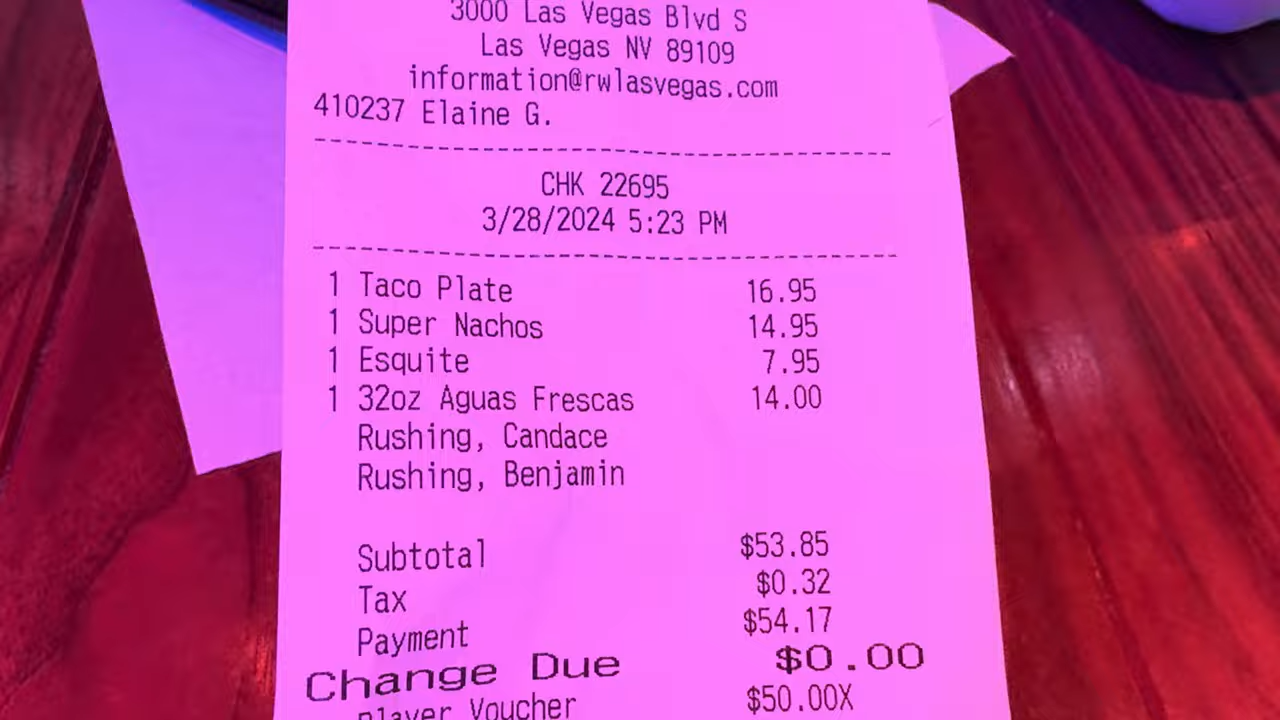 3000 Las Vegas Blvd S
Las Vegas NV 89109
information@rwlasvegas.com
410237 Elaine G.
CHK 22695
3/28/2024 5:23 PM
1 Taco Plate 16.95
1 Super Nachos 14.95
1 Esquite 7.95
1 32oz Aguas Frescas 14.00
Rushing, Candace
Rushing, Benjamin
Subtotal $53.85
Tax $0.32
Payment $54.17
Change Due $0.00
Player Voucher $50.00X